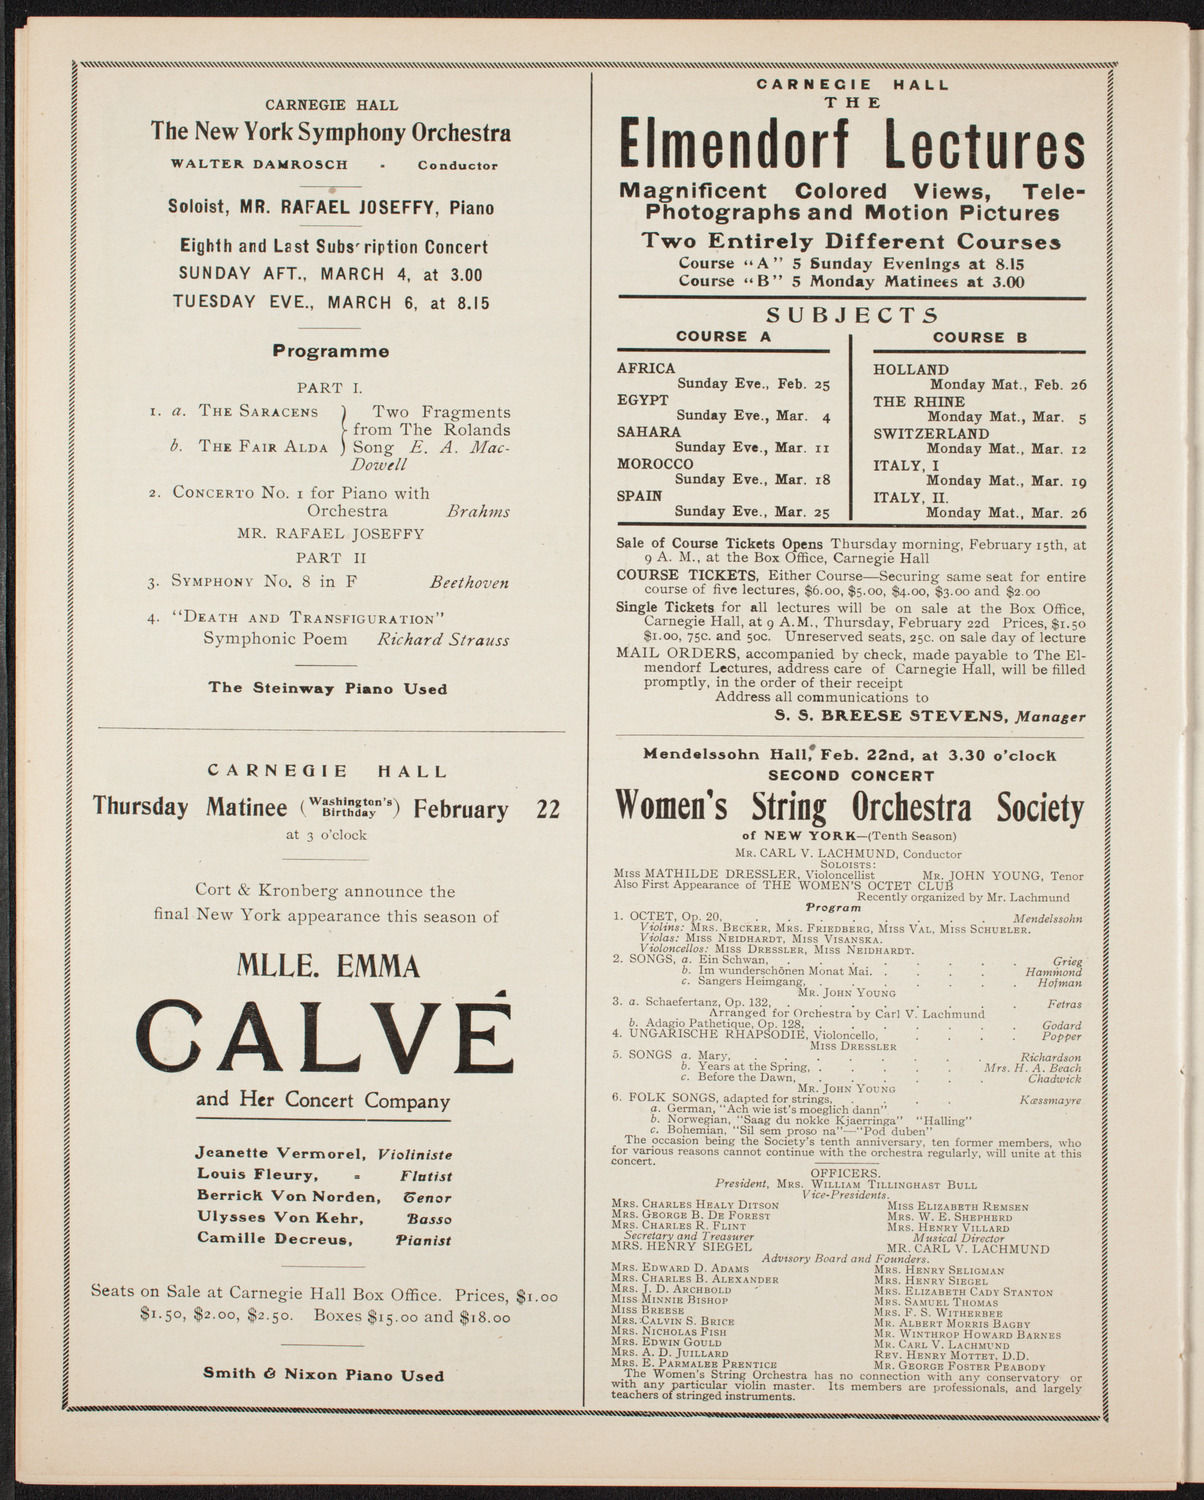 CARNEGIE HALL
The New York Symphony Orchestra
WALTER DAMROSCH - Conductor
Soloist, MR. RAFAEL JOSEFFY, Piano
Eighth and Last Subscription Concert
SUNDAY AFT., MARCH 4, at 3.00
TUESDAY EVE., MARCH 6, at 8.15
Programme
PART I.
1. a. THE SARACENS } Two Fragments
from The Rolands
b. THE FAIR ALDA } Song E. A. Mac-
Dowell
2. CONCERTO No. 1 for Piano with
Orchestra Brahms
MR. RAFAEL JOSEFFY
PART II
3. SYMPHONY No. 8 in F Beethoven
4. "DEATH AND TRANSFIGURATION"
Symphonic Poem Richard Strauss
The Steinway Piano Used
CARNEGIE HALL
Thursday Matinee (Washington's Birthday) February 22
at 3 o'clock
Cort & Kronberg announce the
final New York appearance this season of
MLLE. EMMA
CALVÉ
and Her Concert Company
Jeanette Vermorel, Violiniste
Louis Fleury, - Flutist
Berrick Von Norden, Tenor
Ulysses Von Kehr, Basso
Camille Decreus, Pianist
Seats on Sale at Carnegie Hall Box Office. Prices, $1.00
$1.50, $2.00, $2.50. Boxes $15.00 and $18.00
Smith & Nixon Piano Used
CARNEGIE HALL
THE
Elmendorf Lectures
Magnificent Colored Views, Tele-
Photographs and Motion Pictures
Two Entirely Different Courses
Course "A" 5 Sunday Evenings at 8.15
Course "B" 5 Monday Matinees at 3.00
SUBJECTS
COURSE A
AFRICA
Sunday Eve., Feb. 25
EGYPT
Sunday Eve., Mar. 4
SAHARA
Sunday Eve., Mar. 11
MOROCCO
Sunday Eve., Mar. 18
SPAIN
Sunday Eve., Mar. 25
COURSE B
HOLLAND
Monday Mat., Feb. 26
THE RHINE
Monday Mat., Mar. 5
SWITZERLAND
Monday Mat., Mar. 12
ITALY, I
Monday Mat., Mar. 19
ITALY, II.
Monday Mat., Mar. 26
Sale of Course Tickets Opens Thursday morning, February 15th, at
9 A. M., at the Box Office, Carnegie Hall
COURSE TICKETS, Either Course—Securing same seat for entire
course of five lectures, $6.00, $5.00, $4.00, $3.00 and $2.00
Single Tickets for all lectures will be on sale at the Box Office,
Carnegie Hall, at 9 A.M., Thursday, February 22d Prices, $1.50
$1.00, 75c. and 50c. Unreserved seats, 25c. on sale day of lecture
MAIL ORDERS, accompanied by check, made payable to The El-
mendorf Lectures, address care of Carnegie Hall, will be filled
promptly, in the order of their receipt
Address all communications to
S. S. BREESE STEVENS, Manager
Mendelssohn Hall, Feb. 22nd, at 3.30 o'clock
SECOND CONCERT
Women's String Orchestra Society
of NEW YORK—(Tenth Season)
MR. CARL V. LACHMUND, Conductor
SOLOISTS:
MISS MATHILDE DRESSLER, Violoncellist MR. JOHN YOUNG, Tenor
Also First Appearance of THE WOMEN'S OCTET CLUB
Recently organized by Mr. Lachmund
Program
1. OCTET, Op. 20, . . . . . . . . Mendelssohn
Violins: MRS. BECKER, MRS. FRIEDBERG, MISS VAL, MISS SCHUELER.
Violas: MISS NEIDHARDT, MISS VISANSKA.
Violoncellos: MISS DRESSLER, MISS NEIDHARDT.
2. SONGS, a. Ein Schwan, . . . . . . . Grieg
b. Im wunderschönen Monat Mai. . . . . Hammond
c. Sangers Heimgang, . . . . . . Hofman
MR. JOHN YOUNG
3. a. Schaefertanz, Op. 132, . . . . . . . Fetras
Arranged for Orchestra by Carl V. Lachmund
b. Adagio Pathetique, Op. 128, . . . . . Godard
4. UNGARISCHE RHAPSODIE, Violoncello, . . . . Popper
MISS DRESSLER
5. SONGS a. Mary, . . . . . . . . Richardson
b. Years at the Spring, . . . . . Mrs. H. A. Beach
c. Before the Dawn, . . . . . . Chadwick
MR. JOHN YOUNG
6. FOLK SONGS, adapted for strings, . . . . Kæssmayre
a. German, "Ach wie ist's moeglich dann"
b. Norwegian, "Saag du nokke Kjaerringa" "Halling"
c. Bohemian, "Sil sem proso na"—"Pod duben"
The occasion being the Society's tenth anniversary, ten former members, who
for various reasons cannot continue with the orchestra regularly, will unite at this
concert.
OFFICERS.
President, MRS. WILLIAM TILLINGHAST BULL
Vice-Presidents.
MRS. CHARLES HEALY DITSON MISS ELIZABETH REMSEN
MRS. GEORGE B. DE FOREST MRS. W. E. SHEPHERD
MRS. CHARLES R. FLINT MRS. HENRY VILLARD
Secretary and Treasurer Musical Director
MRS. HENRY SIEGEL MR. CARL V. LACHMUND
Advisory Board and Founders.
MRS. EDWARD D. ADAMS MRS. HENRY SELIGMAN
MRS. CHARLES B. ALEXANDER MRS. HENRY SIEGEL
MRS. J. D. ARCHBOLD MRS. ELIZABETH CADY STANTON
MISS MINNIE BISHOP MRS. SAMUEL THOMAS
MISS BREESE MRS. F. S. WITHERBEE
MRS. CALVIN S. BRICE MR. ALBERT MORRIS BAGBY
MRS. NICHOLAS FISH MR. WINTHROP HOWARD BARNES
MRS. EDWIN GOULD MR. CARL V. LACHMUND
MRS. A. D. JUILLARD REV. HENRY MOTTET, D.D.
MRS. E. PARMALEE PRENTICE MR. GEORGE FOSTER PEABODY
The Women's String Orchestra has no connection with any conservatory or
with any particular violin master. Its members are professionals, and largely
teachers of stringed instruments.